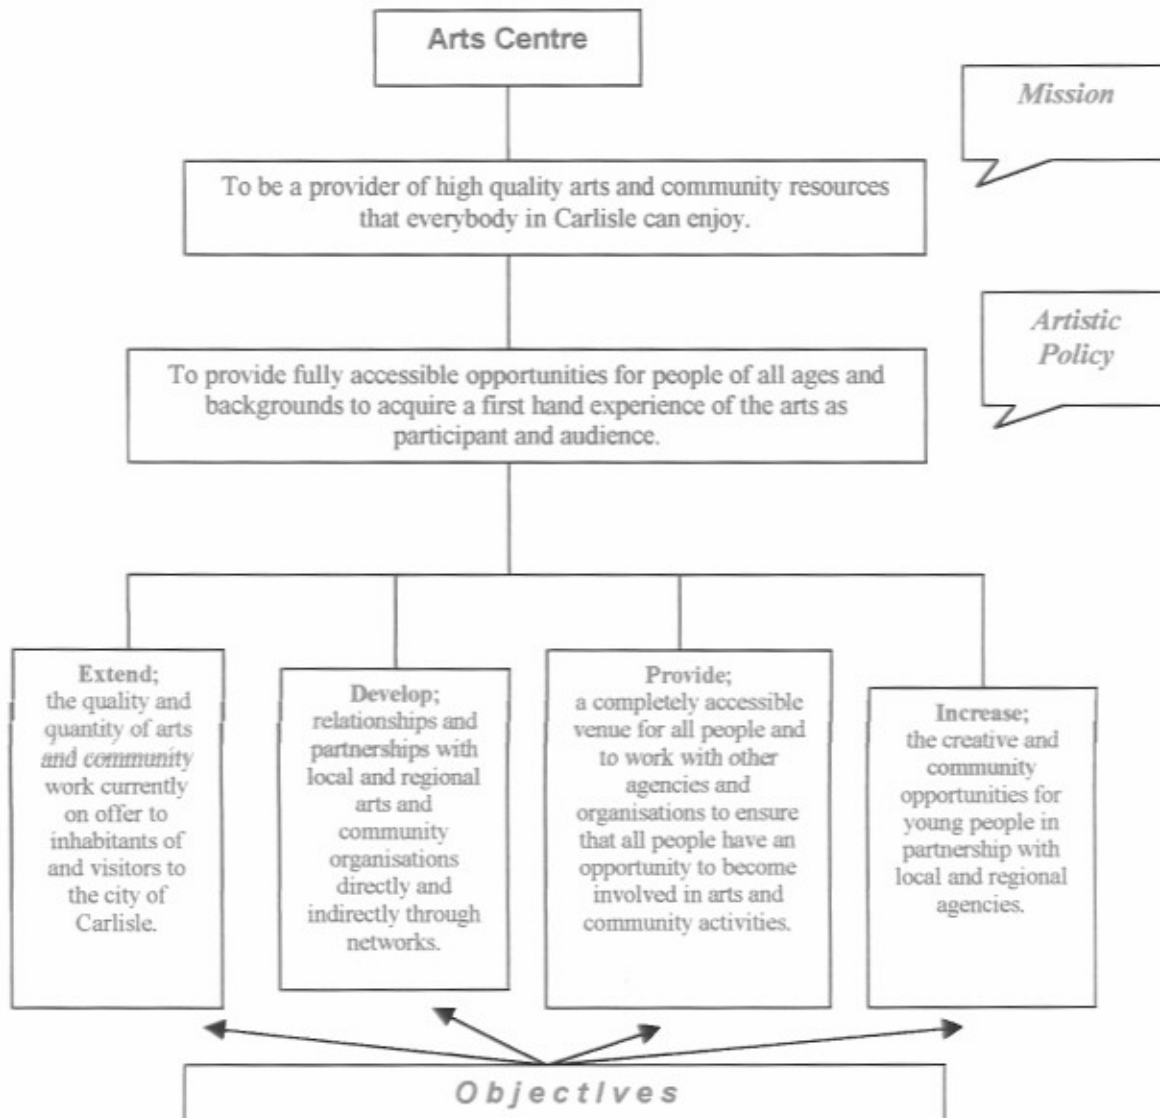 Arts Centre
Mission
To be a provider of high quality arts and community resources
that everybody in Carlisle can enjoy.
Artistic
Policy
To provide fully accessible opportunities for people of all ages and
backgrounds to acquire a first hand experience of the arts as
participant and audience.
Extend;
the quality and
quantity of arts
and community
work currently
on offer to
inhabitants of
and visitors to
the city of
Carlisle.
Develop;
relationships and
partnerships with
local and regional
arts and
community
organisations
directly and
indirectly through
networks.
Provide;
a completely accessible
venue for all people and
to work with other
agencies and
organisations to ensure
that all people have an
opportunity to become
involved in arts and
community activities.
Increase;
the creative and
community
opportunities for
young people in
partnership with
local and regional
agencies.
Objectives